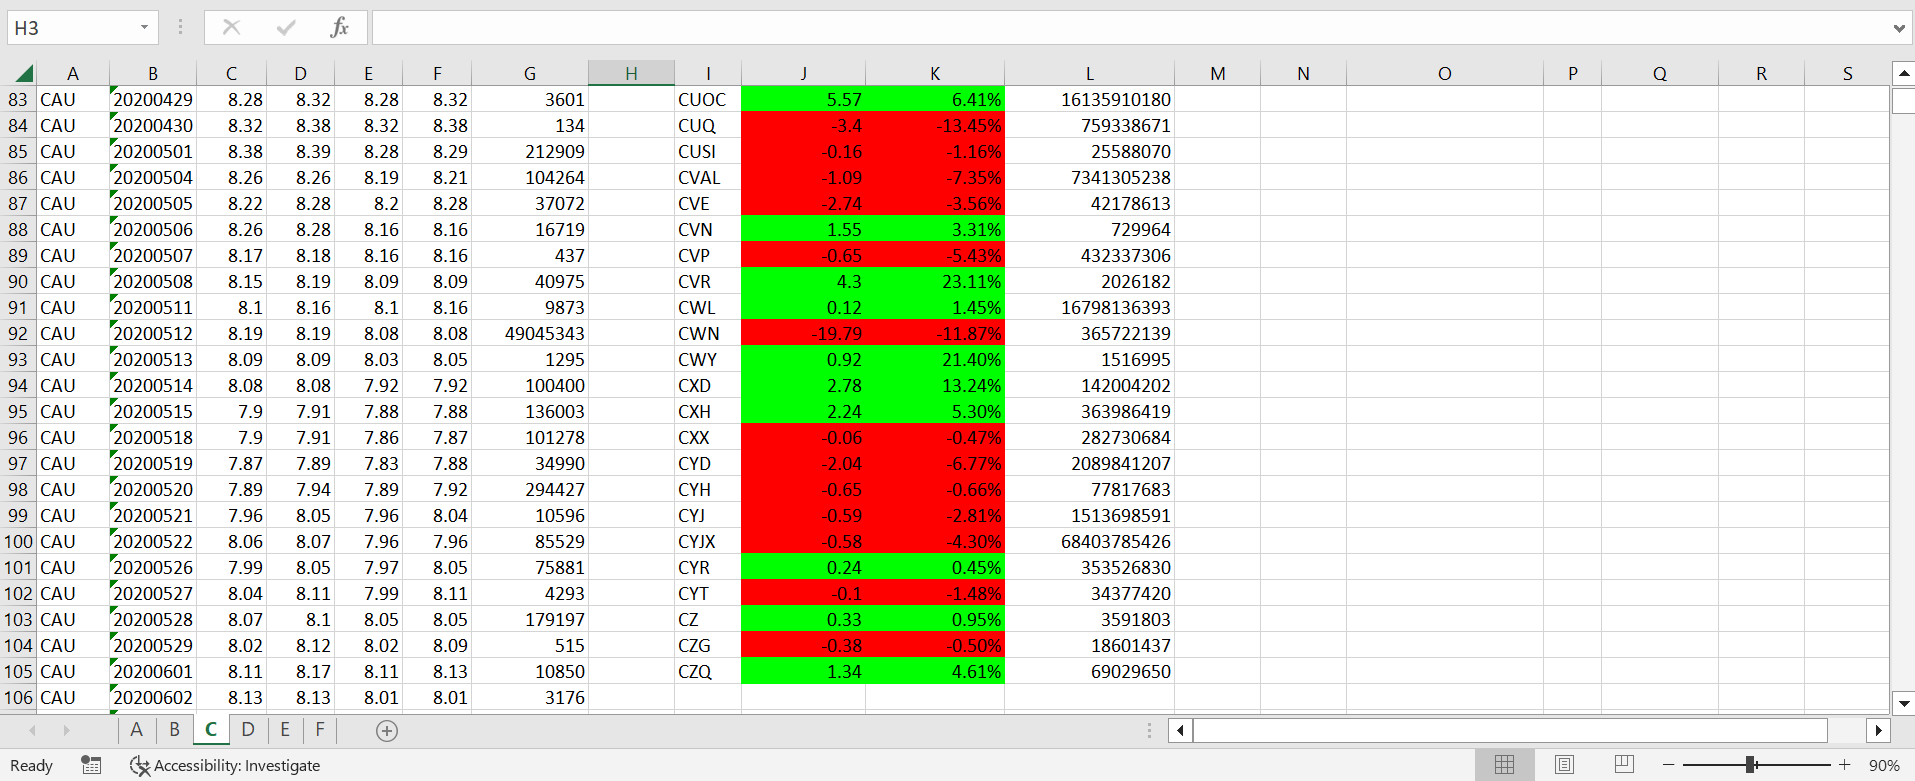 H3 fx
A B C D E F G H I J K L M N O P Q R S
83 CAU 20200429 8.28 8.32 8.28 8.32 3601 CUOC 5.57 6.41% 16135910180
84 CAU 20200430 8.32 8.38 8.32 8.38 134 CUQ -3.4 -13.45% 759338671
85 CAU 20200501 8.38 8.39 8.28 8.29 212909 CUSI -0.16 -1.16% 25588070
86 CAU 20200504 8.26 8.26 8.19 8.21 104264 CVAL -1.09 -7.35% 7341305238
87 CAU 20200505 8.22 8.28 8.2 8.28 37072 CVE -2.74 -3.56% 42178613
88 CAU 20200506 8.26 8.28 8.16 8.16 16719 CVN 1.55 3.31% 729964
89 CAU 20200507 8.17 8.18 8.16 8.16 437 CVP -0.65 -5.43% 432337306
90 CAU 20200508 8.15 8.19 8.09 8.09 40975 CVR 4.3 23.11% 2026182
91 CAU 20200511 8.1 8.16 8.1 8.16 9873 CWL 0.12 1.45% 16798136393
92 CAU 20200512 8.19 8.19 8.08 8.08 49045343 CWN -19.79 -11.87% 365722139
93 CAU 20200513 8.09 8.09 8.03 8.05 1295 CWY 0.92 21.40% 1516995
94 CAU 20200514 8.08 8.08 7.92 7.92 100400 CXD 2.78 13.24% 142004202
95 CAU 20200515 7.9 7.91 7.88 7.88 136003 CXH 2.24 5.30% 363986419
96 CAU 20200518 7.9 7.91 7.86 7.87 101278 CXX -0.06 -0.47% 282730684
97 CAU 20200519 7.87 7.89 7.83 7.88 34990 CYD -2.04 -6.77% 2089841207
98 CAU 20200520 7.89 7.94 7.89 7.92 294427 CYH -0.65 -0.66% 77817683
99 CAU 20200521 7.96 8.05 7.96 8.04 10596 CYJ -0.59 -2.81% 1513698591
100 CAU 20200522 8.06 8.07 7.96 7.96 85529 CYJX -0.58 -4.30% 68403785426
101 CAU 20200526 7.99 8.05 7.97 8.05 75881 CYR 0.24 0.45% 353526830
102 CAU 20200527 8.04 8.11 7.99 8.11 4293 CYT -0.1 -1.48% 34377420
103 CAU 20200528 8.07 8.1 8.05 8.05 179197 CZ 0.33 0.95% 3591803
104 CAU 20200529 8.02 8.12 8.02 8.09 515 CZG -0.38 -0.50% 18601437
105 CAU 20200601 8.11 8.17 8.11 8.13 10850 CZQ 1.34 4.61% 69029650
106 CAU 20200602 8.13 8.13 8.01 8.01 3176
A B C D E F
Ready Accessibility: Investigate 90%